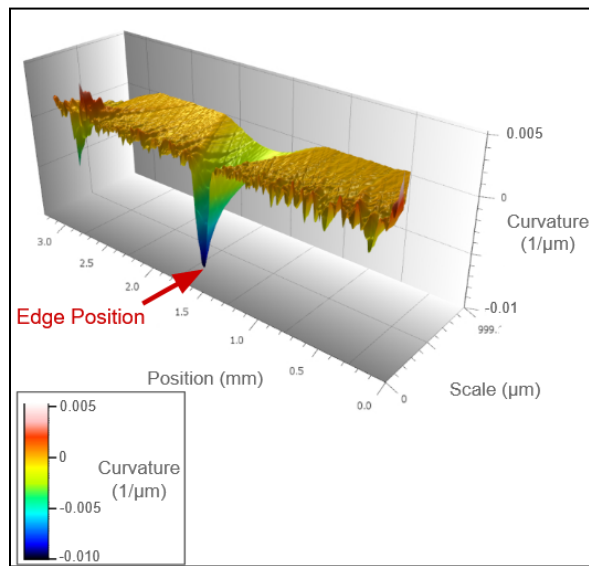 0.005
0
Curvature
(1/µm)
-0.01
3.0
2.5
2.0
1.5
1.0
0.5
0.0
0
Edge Position
Position (mm)
Scale (µm)
0.005
0
Curvature
(1/µm)
-0.005
-0.010